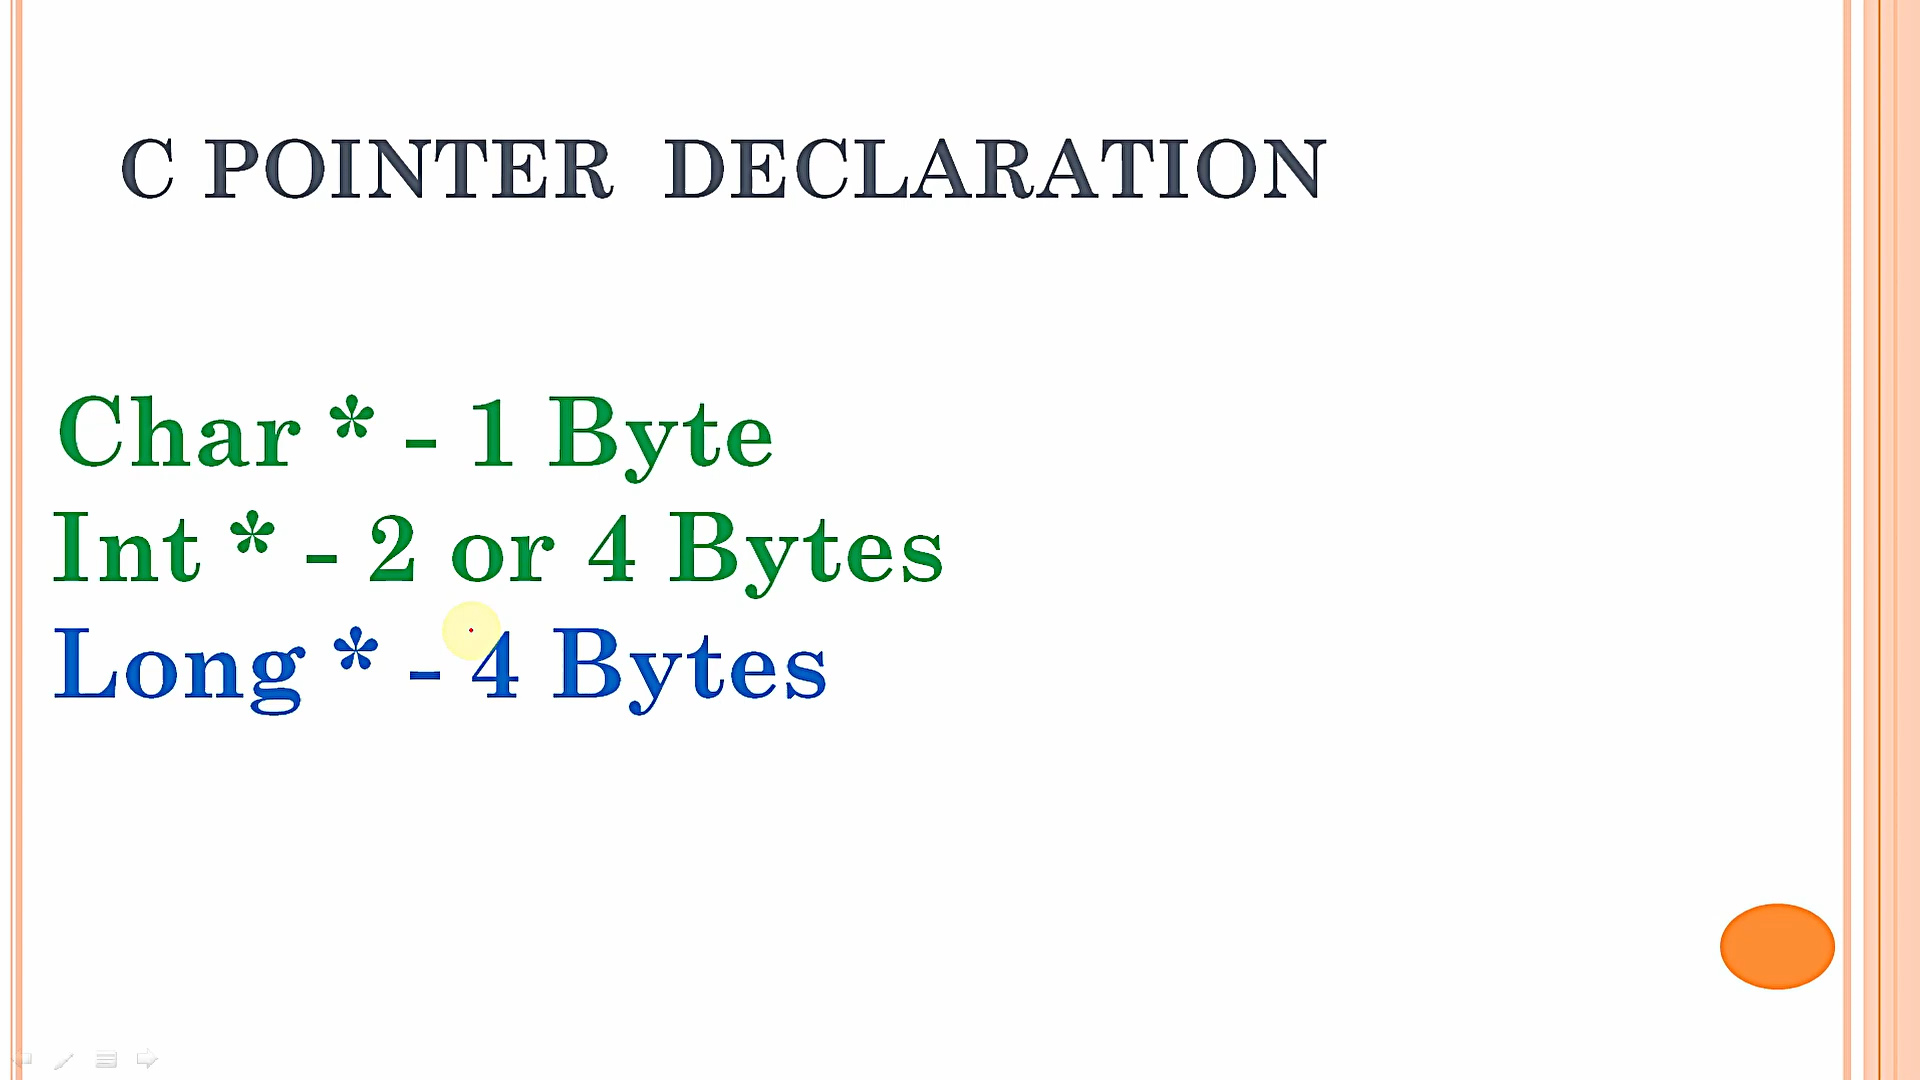 C POINTER DECLARATION
Char * - 1 Byte
Int * - 2 or 4 Bytes
Long * - 4 Bytes